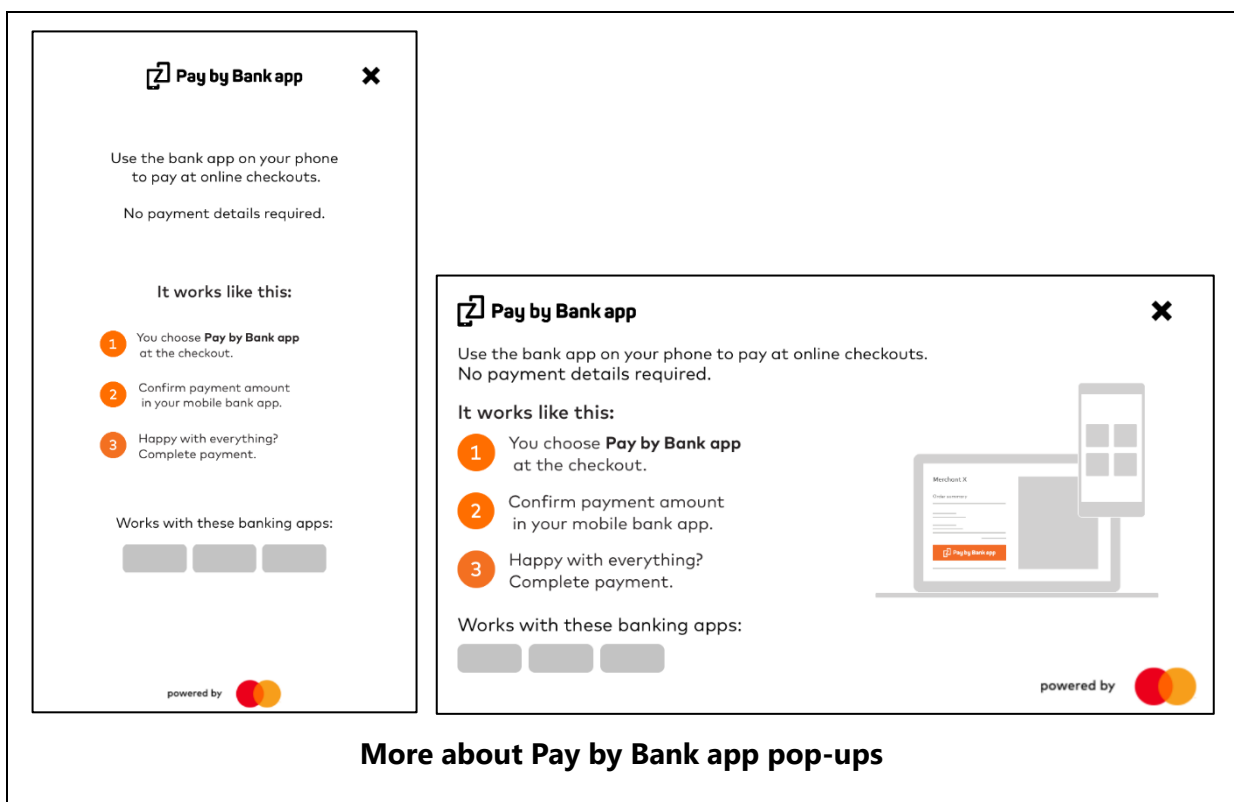 Pay by Bank app
Use the bank app on your phone
to pay at online checkouts.
No payment details required.
It works like this:
1 You choose Pay by Bank app
at the checkout.
2 Confirm payment amount
in your mobile bank app.
3 Happy with everything?
Complete payment.
Works with these banking apps:
powered by
Pay by Bank app
Use the bank app on your phone to pay at online checkouts.
No payment details required.
It works like this:
1 You choose Pay by Bank app
at the checkout.
2 Confirm payment amount
in your mobile bank app.
3 Happy with everything?
Complete payment.
Works with these banking apps:
Merchant X
Order summary
Pay by Bank app
powered by
More about Pay by Bank app pop-ups